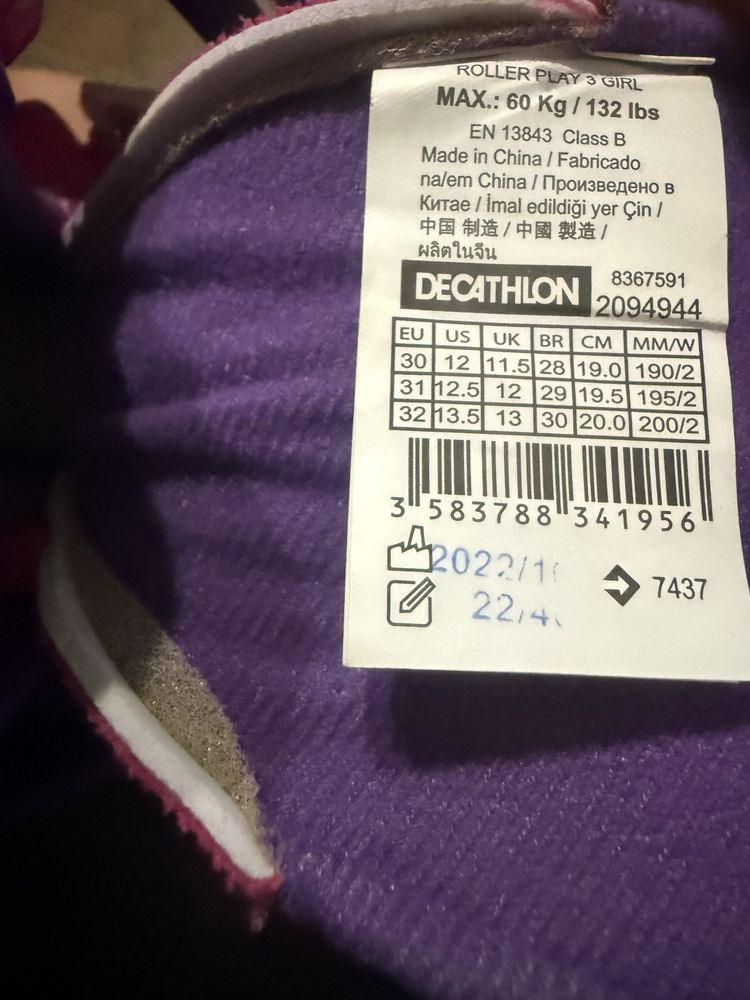 ROLLER PLAY 3 GIRL
MAX.: 60 Kg / 132 lbs
EN 13843 Class B
Made in China / Fabricado
na/em China / Произведено в
Китае / İmal edildiği yer Çin /
中国 制造 / 中國 製造 /
ผลิตในจีน
DECATHLON 8367591
2094944
EU US UK BR CM MM/W
30 12 11.5 28 19.0 190/2
31 12.5 12 29 19.5 195/2
32 13.5 13 30 20.0 200/2
3 583788 341956
7437